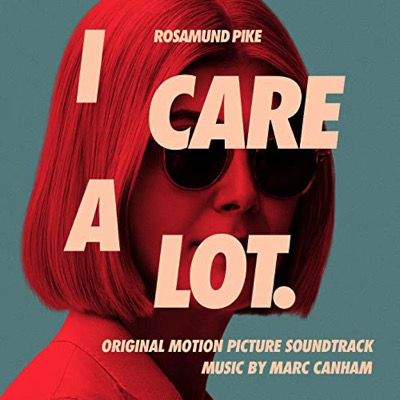 ROSAMUND PIKE
I CARE
A LOT.
ORIGINAL MOTION PICTURE SOUNDTRACK
MUSIC BY MARC CANHAM